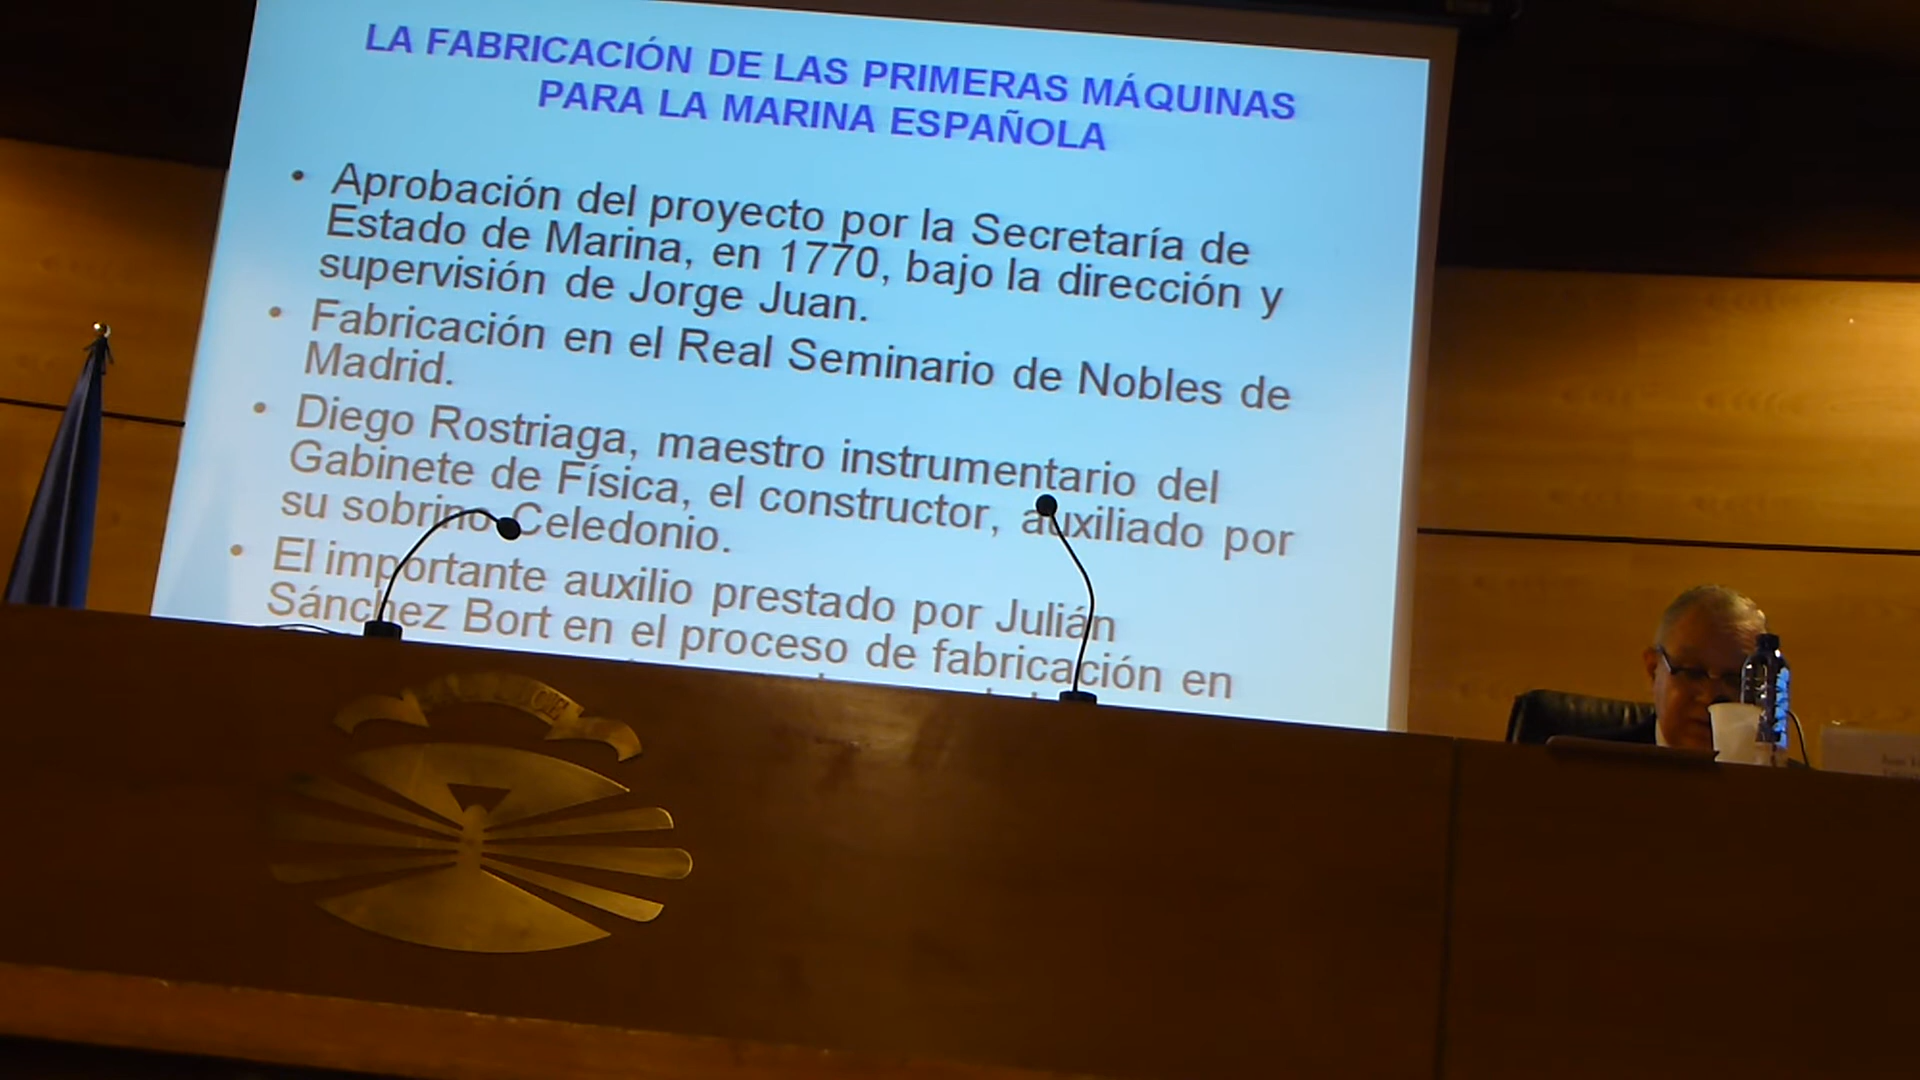 LA FABRICACIÓN DE LAS PRIMERAS MÁQUINAS
PARA LA MARINA ESPAÑOLA
• Aprobación del proyecto por la Secretaría de
Estado de Marina, en 1770, bajo la dirección y
supervisión de Jorge Juan.
• Fabricación en el Real Seminario de Nobles de
Madrid.
• Diego Rostriaga, maestro instrumentario del
Gabinete de Física, el constructor, auxiliado por
su sobrino Celedonio.
• El importante auxilio prestado por Julián
Sánchez Bort en el proceso de fabricación en